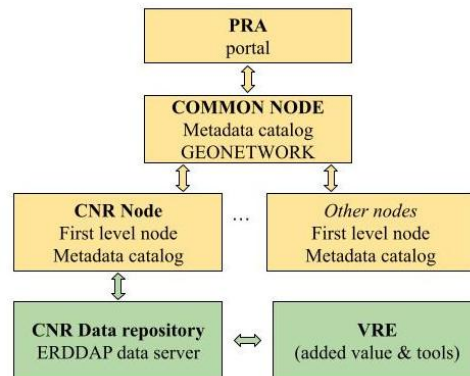 PRA
portal
COMMON NODE
Metadata catalog
GEONETWORK
CNR Node
First level node
Metadata catalog
...
Other nodes
First level node
Metadata catalog
CNR Data repository
ERDDAP data server
VRE
(added value & tools)